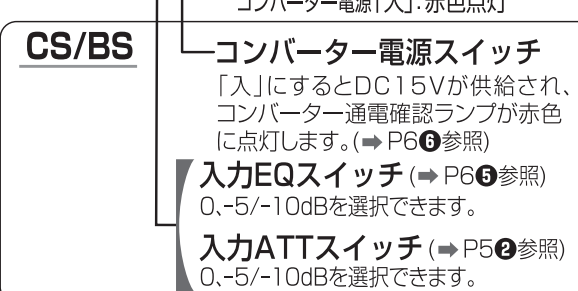 コンバーター電源「入」:赤色点灯
CS/BS
コンバーター電源スイッチ
「入」にするとDC15Vが供給され、
コンバーター通電確認ランプが赤色
に点灯します。(➡ P6❻参照)
入力EQスイッチ (➡ P6❺参照)
0、-5/-10dBを選択できます。
入力ATTスイッチ (➡ P5❷参照)
0、-5/-10dBを選択できます。